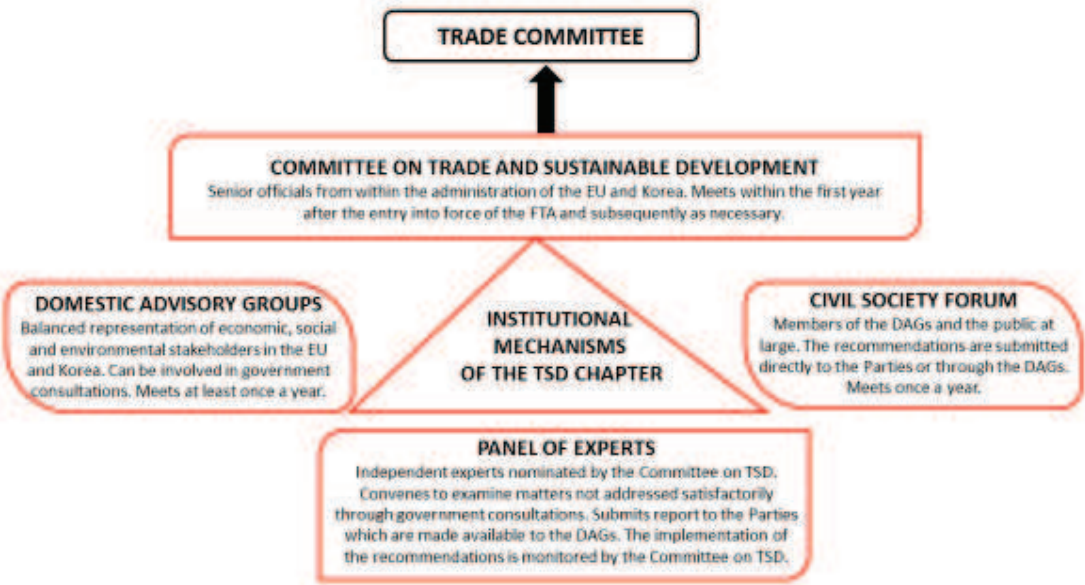 TRADE COMMITTEE
COMMITTEE ON TRADE AND SUSTAINABLE DEVELOPMENT
Senior officials from within the administration of the EU and Korea. Meets within the first year
after the entry into force of the FTA and subsequently as necessary.
DOMESTIC ADVISORY GROUPS
Balanced representation of economic, social
and environmental stakeholders in the EU
and Korea. Can be involved in government
consultations. Meets at least once a year.
INSTITUTIONAL
MECHANISMS
OF THE TSD CHAPTER
CIVIL SOCIETY FORUM
Members of the DAGs and the public at
large. The recommendations are submitted
directly to the Parties or through the DAGs.
Meets once a year.
PANEL OF EXPERTS
Independent experts nominated by the Committee on TSD.
Convenes to examine matters not addressed satisfactorily
through government consultations. Submits report to the Parties
which are made available to the DAGs. The implementation of
the recommendations is monitored by the Committee on TSD.